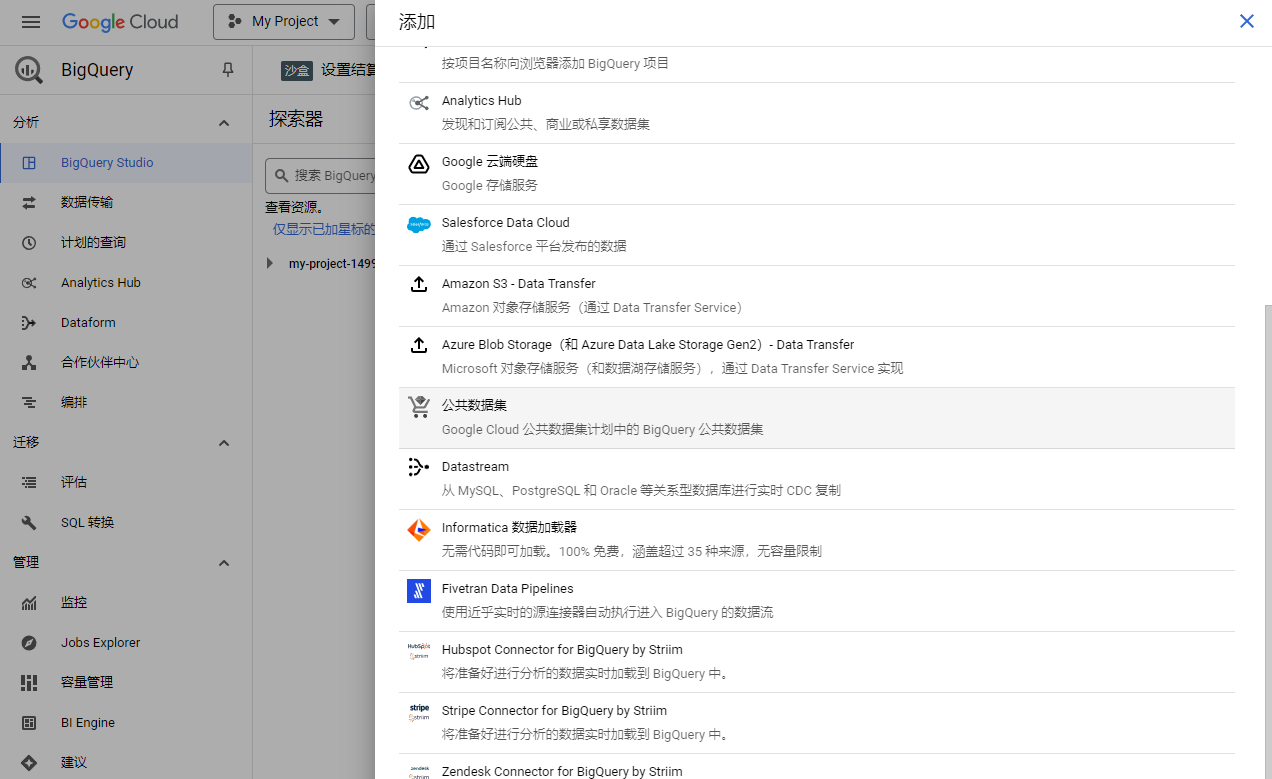 Google Cloud
My Project
BigQuery
沙盒 设置结算
分析
探索器
BigQuery Studio
搜索 BigQuery
数据传输
查看资源。
仅显示已加星标的
计划的查询
my-project-1499
Analytics Hub
Dataform
合作伙伴中心
编排
迁移
评估
SQL 转换
管理
监控
Jobs Explorer
容量管理
BI Engine
建议
添加
按项目名称向浏览器添加 BigQuery 项目
Analytics Hub
发现和订阅公共、商业或私享数据集
Google 云端硬盘
Google 存储服务
salesforce
Salesforce Data Cloud
通过 Salesforce 平台发布的数据
Amazon S3 - Data Transfer
Amazon 对象存储服务（通过 Data Transfer Service）
Azure Blob Storage（和 Azure Data Lake Storage Gen2）- Data Transfer
Microsoft 对象存储服务（和数据湖存储服务），通过 Data Transfer Service 实现
公共数据集
Google Cloud 公共数据集计划中的 BigQuery 公共数据集
Datastream
从 MySQL、PostgreSQL 和 Oracle 等关系型数据库进行实时 CDC 复制
Informatica 数据加载器
无需代码即可加载。100% 免费，涵盖超过 35 种来源，无容量限制
Fivetran Data Pipelines
使用近乎实时的源连接器自动执行进入 BigQuery 的数据流
HubSpot
striim
Hubspot Connector for BigQuery by Striim
将准备好进行分析的数据实时加载到 BigQuery 中。
stripe
striim
Stripe Connector for BigQuery by Striim
将准备好进行分析的数据实时加载到 BigQuery 中。
zendesk
striim
Zendesk Connector for BigQuery by Striim